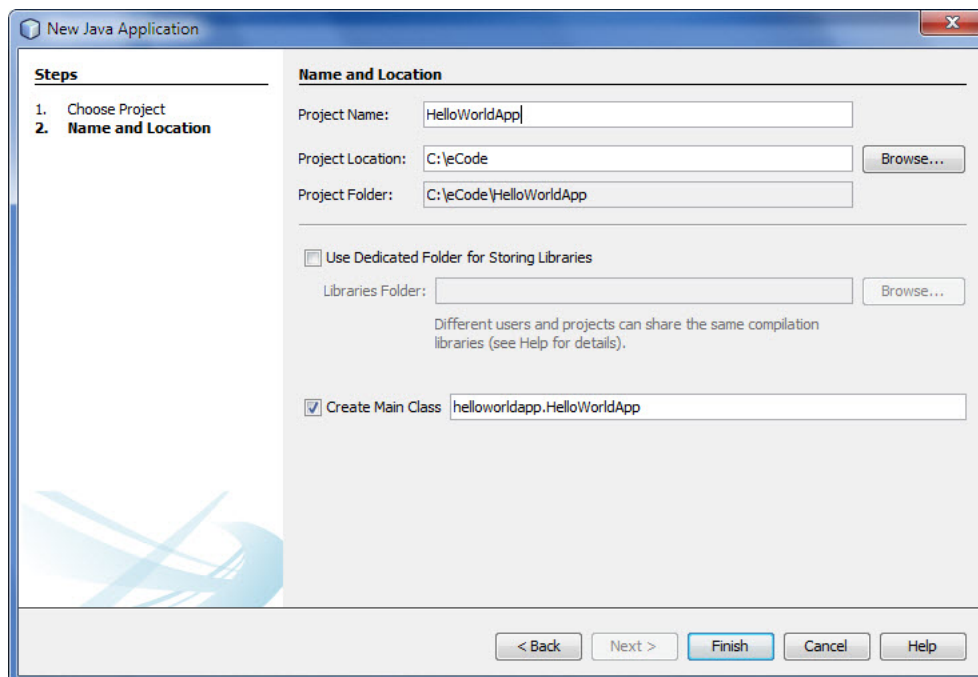 New Java Application
Steps
1. Choose Project
2. Name and Location
Name and Location
Project Name: HelloWorldApp
Project Location: C:\eCode Browse...
Project Folder: C:\eCode\HelloWorldApp
Use Dedicated Folder for Storing Libraries
Libraries Folder: Browse...
Different users and projects can share the same compilation
libraries (see Help for details).
Create Main Class helloworldapp.HelloWorldApp
< Back Next > Finish Cancel Help